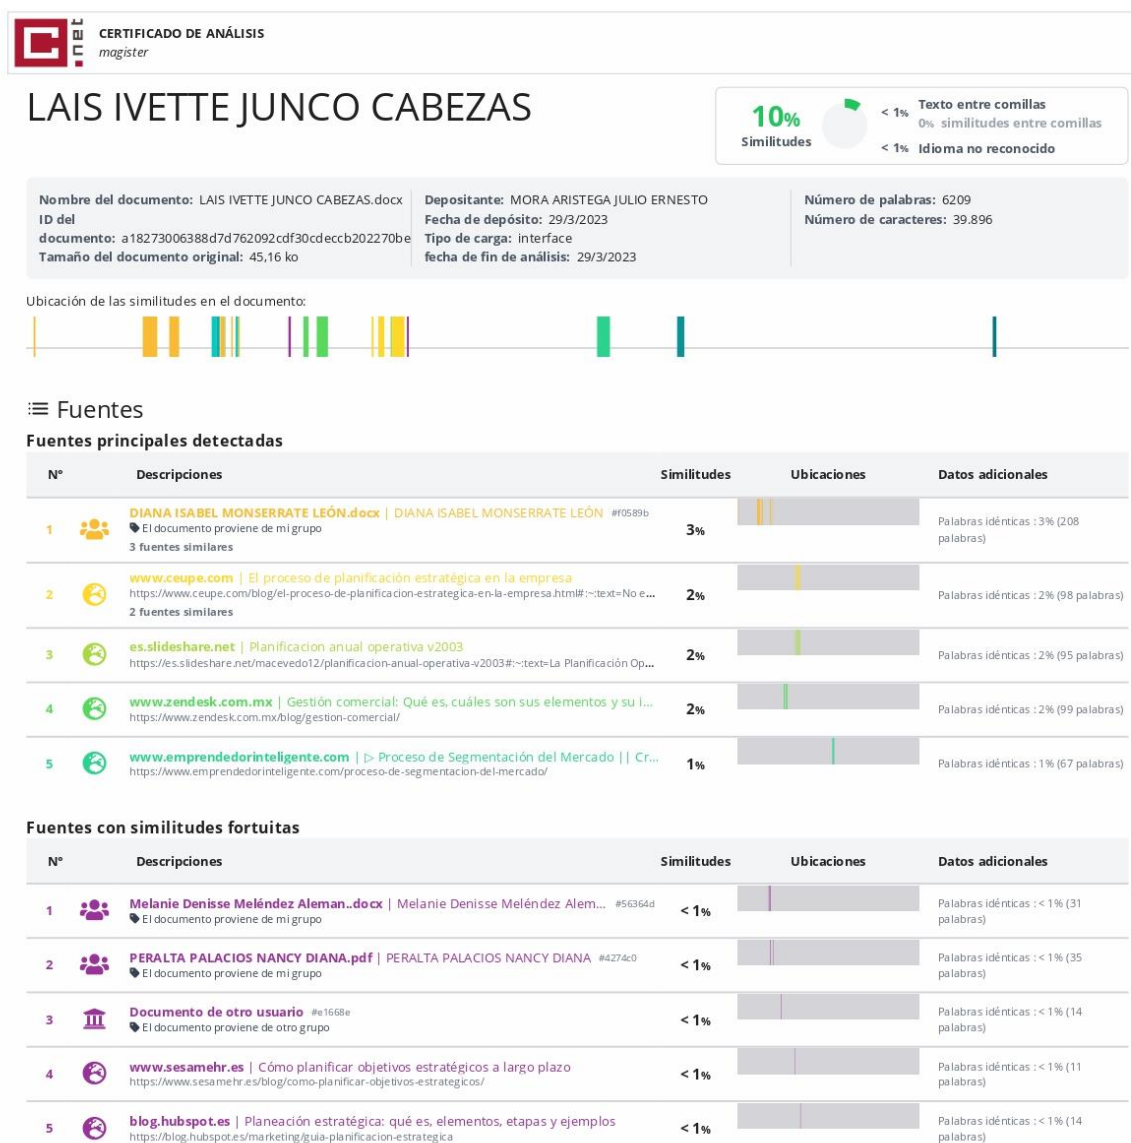 C.net
CERTIFICADO DE ANÁLISIS
magister
LAIS IVETTE JUNCO CABEZAS
10%
Similitudes
< 1% Texto entre comillas
0% similitudes entre comillas
< 1% Idioma no reconocido
Nombre del documento: LAIS IVETTE JUNCO CABEZAS.docx
ID del
documento: a18273006388d7d762092cdf30cdeccb202270be
Tamaño del documento original: 45,16 ko
Depositante: MORA ARISTEGA JULIO ERNESTO
Fecha de depósito: 29/3/2023
Tipo de carga: interface
fecha de fin de análisis: 29/3/2023
Número de palabras: 6209
Número de caracteres: 39.896
Ubicación de las similitudes en el documento:
Fuentes
Fuentes principales detectadas
N° Descripciones Similitudes Ubicaciones Datos adicionales
1 DIANA ISABEL MONSERRATE LEÓN.docx | DIANA ISABEL MONSERRATE LEÓN #f0589b
El documento proviene de mi grupo
3 fuentes similares
3%
Palabras idénticas : 3% (208
palabras)
2 www.ceupe.com | El proceso de planificación estratégica en la empresa
https://www.ceupe.com/blog/el-proceso-de-planificacion-estrategica-en-la-empresa.html#:~:text=No e...
2 fuentes similares
2%
Palabras idénticas : 2% (98 palabras)
3 es.slideshare.net | Planificacion anual operativa v2003
https://es.slideshare.net/macevedo12/planificacion-anual-operativa-v2003#:~:text=La Planificación Op...
2%
Palabras idénticas : 2% (95 palabras)
4 www.zendesk.com.mx | Gestión comercial: Qué es, cuáles son sus elementos y su i...
https://www.zendesk.com.mx/blog/gestion-comercial/
2%
Palabras idénticas : 2% (99 palabras)
5 www.emprendedorinteligente.com | ▷ Proceso de Segmentación del Mercado || Cr...
https://www.emprendedorinteligente.com/proceso-de-segmentacion-del-mercado/
1%
Palabras idénticas : 1% (67 palabras)
Fuentes con similitudes fortuitas
N° Descripciones Similitudes Ubicaciones Datos adicionales
1 Melanie Denisse Meléndez Aleman..docx | Melanie Denisse Meléndez Alem... #56364d
El documento proviene de mi grupo
< 1%
Palabras idénticas : < 1% (31
palabras)
2 PERALTA PALACIOS NANCY DIANA.pdf | PERALTA PALACIOS NANCY DIANA #4274c0
El documento proviene de mi grupo
< 1%
Palabras idénticas : < 1% (35
palabras)
3 Documento de otro usuario #e1668e
El documento proviene de otro grupo
< 1%
Palabras idénticas : < 1% (14
palabras)
4 www.sesamehr.es | Cómo planificar objetivos estratégicos a largo plazo
https://www.sesamehr.es/blog/como-planificar-objetivos-estrategicos/
< 1%
Palabras idénticas : < 1% (11
palabras)
5 blog.hubspot.es | Planeación estratégica: qué es, elementos, etapas y ejemplos
https://blog.hubspot.es/marketing/guia-planificacion-estrategica
< 1%
Palabras idénticas : < 1% (14
palabras)